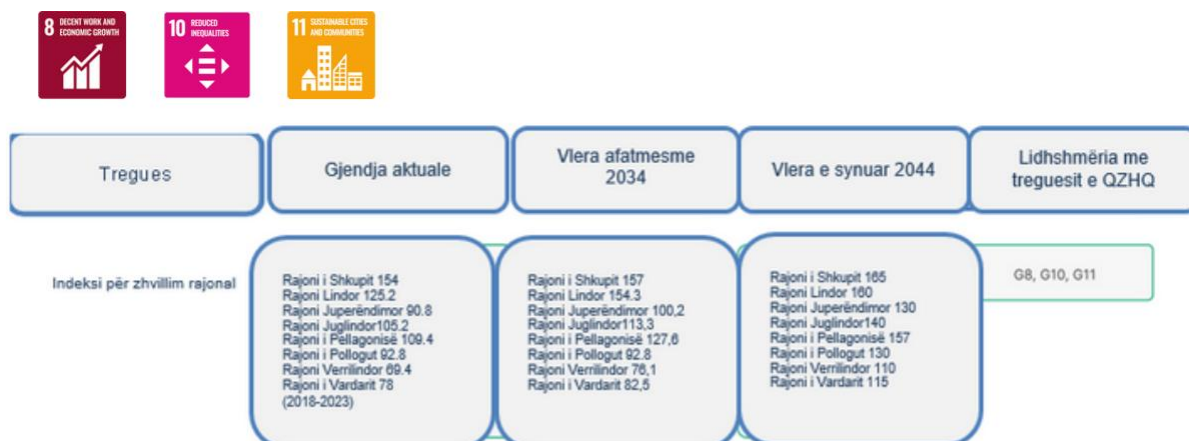 8 DECENT WORK AND
ECONOMIC GROWTH
10 REDUCED
INEQUALITIES
11 SUSTAINABLE CITIES
AND COMMUNITIES
Tregues
Gjendja aktuale
Vlera afatmesme
2034
Vlera e synuar 2044
Lidhshmëria me
treguesit e QZHQ
Indeksi për zhvillim rajonal
Rajoni i Shkupit 154
Rajoni Lindor 125.2
Rajoni Juperëndimor 90.8
Rajoni Juglindor105.2
Rajoni i Pellagonisë 109.4
Rajoni i Pollogut 92.8
Rajoni Verrilindor 69.4
Rajoni i Vardarit 78
(2018-2023)
Rajoni i Shkupit 157
Rajoni Lindor 154.3
Rajoni Juperëndimor 100,2
Rajoni Juglindor113,3
Rajoni i Pellagonisë 127,6
Rajoni i Pollogut 92.8
Rajoni Verilindor 76,1
Rajoni i Vardarit 82,5
Rajoni i Shkupit 165
Rajoni Lindor 160
Rajoni Juperëndimor 130
Rajoni Juglindor140
Rajoni i Pellagonisë 157
Rajoni i Pollogut 130
Rajoni Verrilindor 110
Rajoni i Vardarit 115
G8, G10, G11